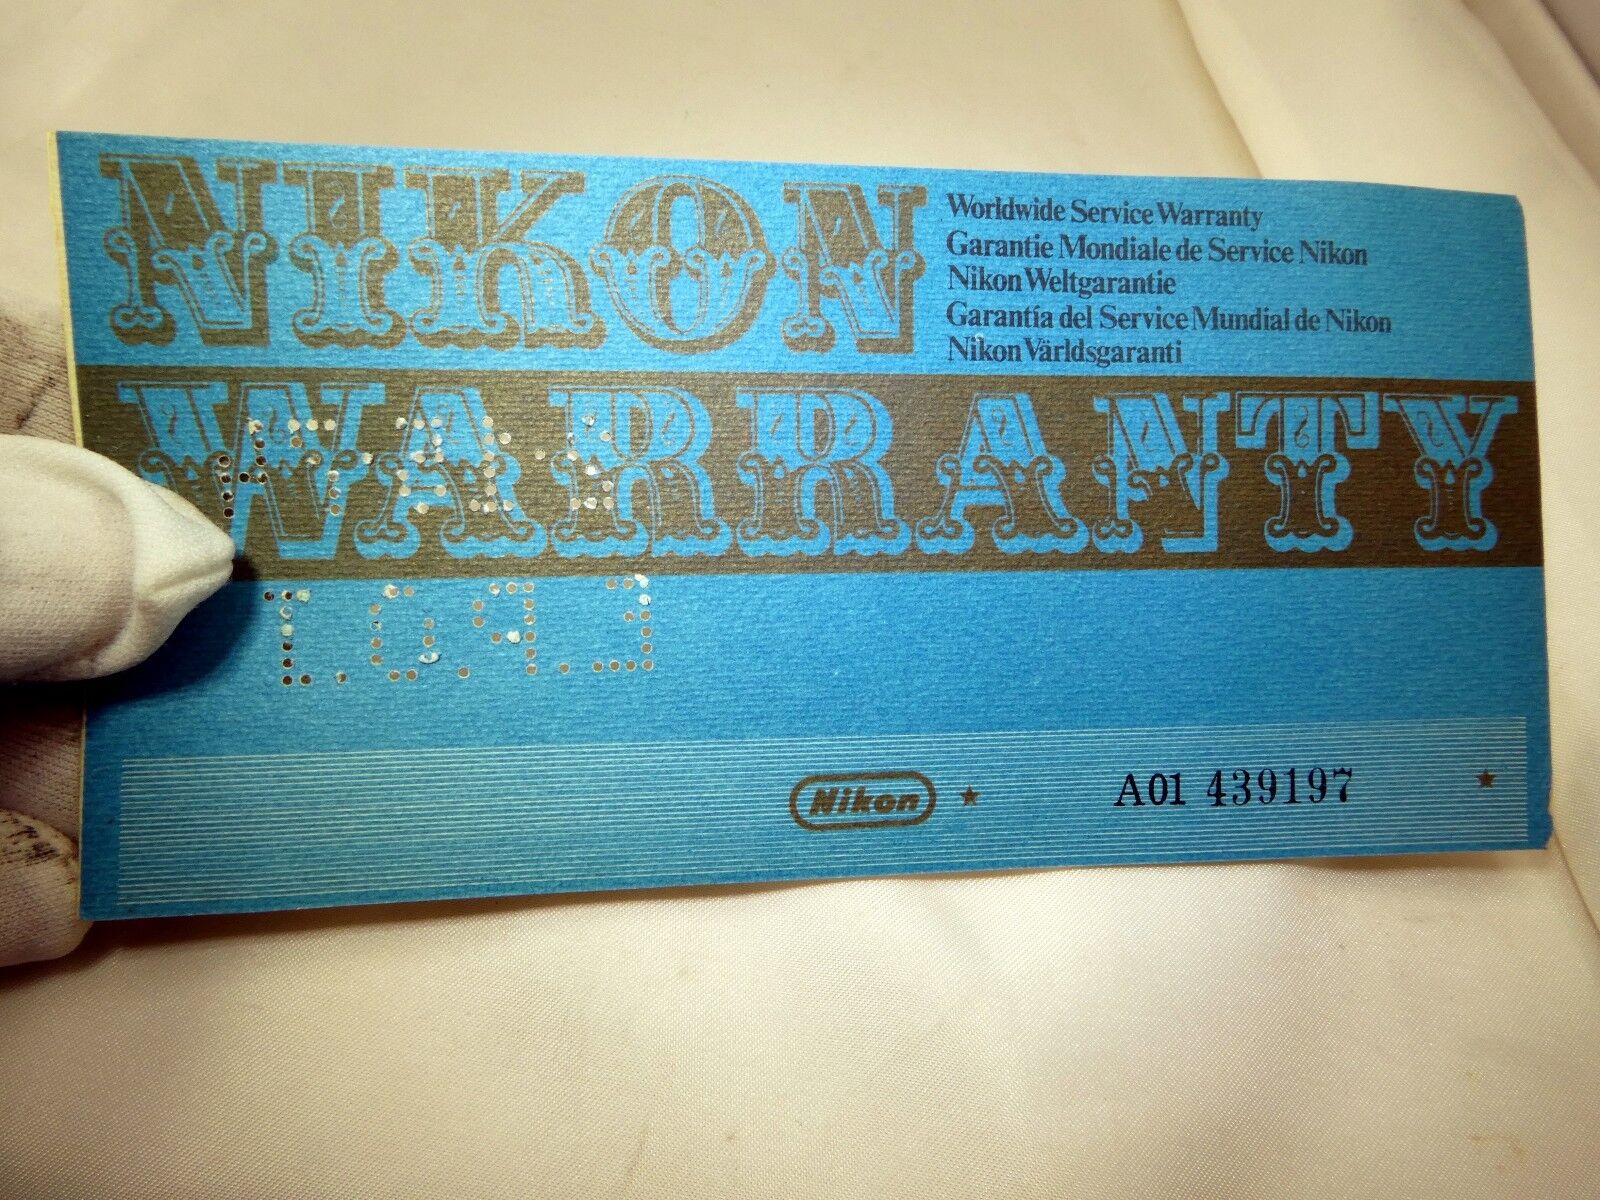 NIKON
Worldwide Service Warranty
Garantie Mondiale de Service Nikon
Nikon Weltgarantie
Garantía del Service Mundial de Nikon
Nikon Världsgaranti
WARRANTY
Nikon
A01 439197